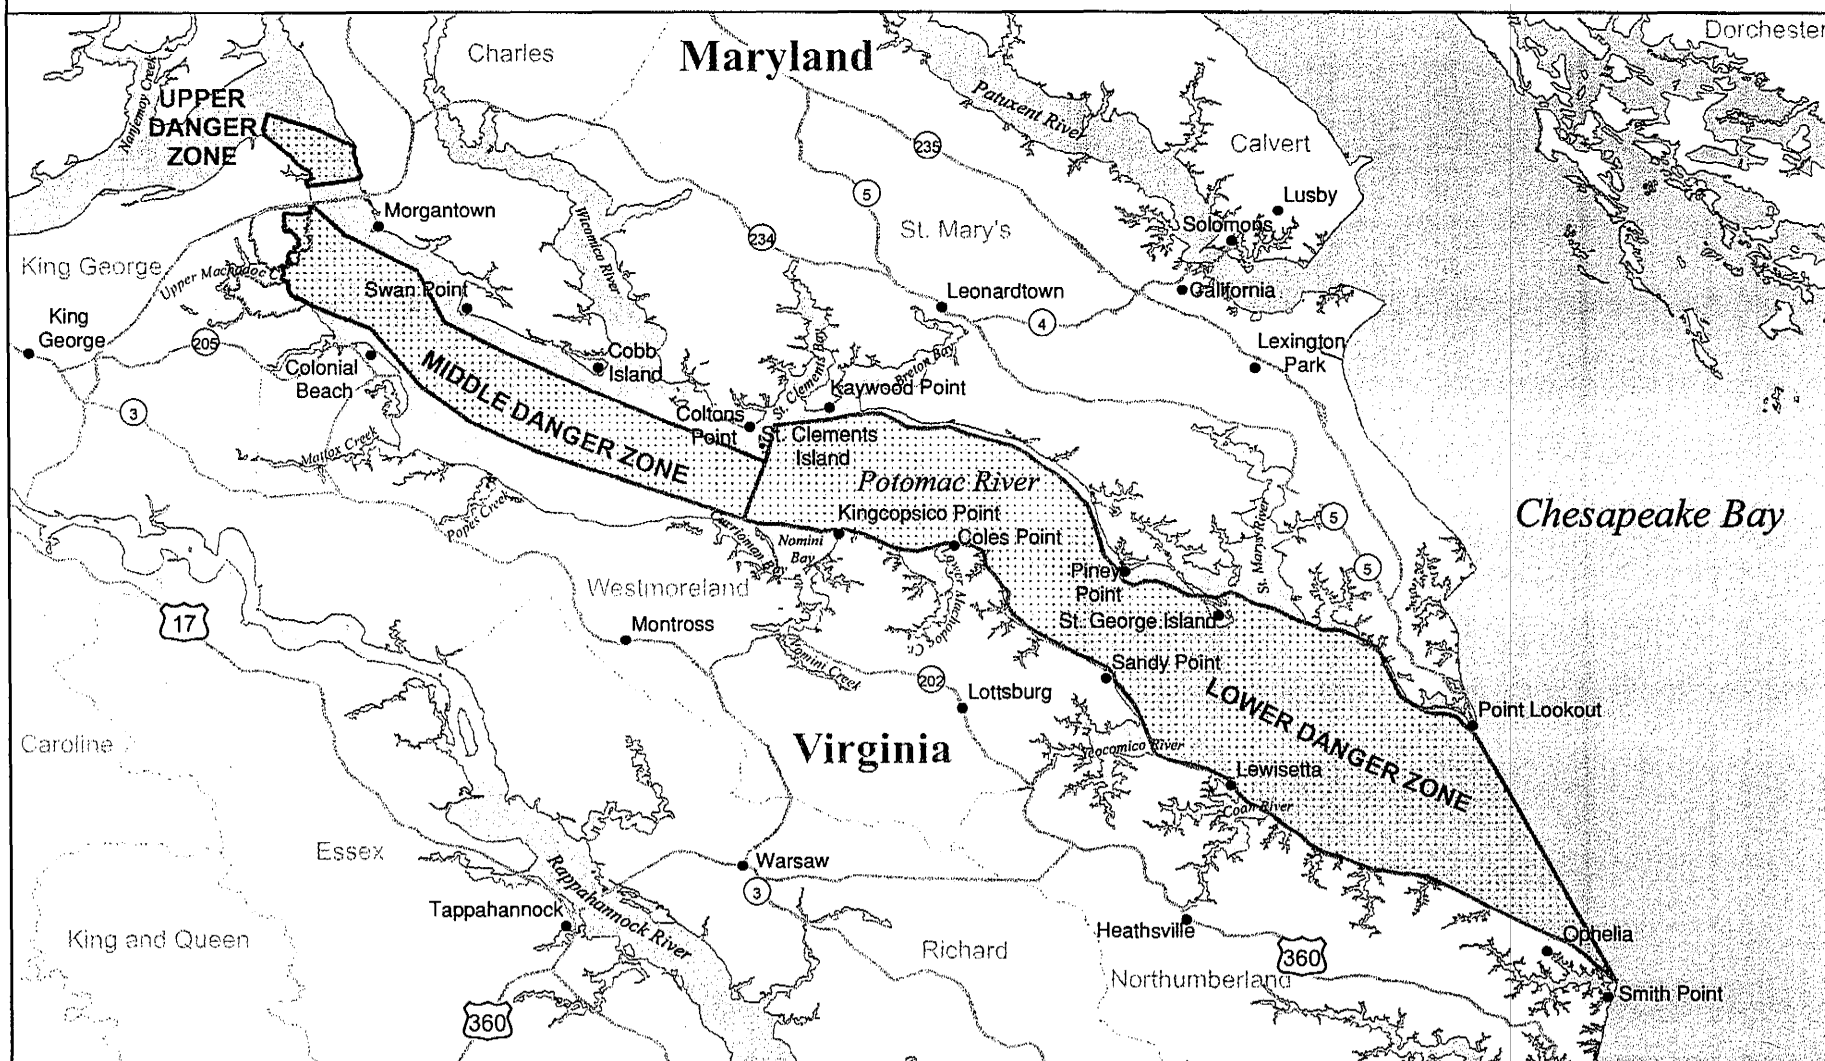 Dorchester
Charles
Maryland
Nanjemoy Creek
UPPER
DANGER
ZONE
Patuxent River
Calvert
235
5
Lusby
Morgantown
Wicomico River
234
St. Mary's
Solomons
King George
Upper Machodoc C
Swan Point
Leonardtown
California
King
George
205
4
Lexington
Park
Cobb
Island
Colonial
Beach
St. Clements Bay
Breton Bay
Kaywood Point
MIDDLE DANGER ZONE
3
Coltons
Point
St. Clements
Island
Mattox Creek
Potomac River
Popes Creek
Kingcopsico Point
Chesapeake Bay
5
St. Marys River
Currioman Bay
Nomini
Bay
Coles Point
5
Piney
Point
Westmoreland
17
Montross
Lower Machodoc Cr.
St. George Island
Nomini Creek
Sandy Point
202
Lottsburg
LOWER DANGER ZONE
Point Lookout
Caroline
Virginia
Yeocomico River
Lewisetta
Coan River
Essex
Warsaw
3
Rappahannock River
Tappahannock
Heathsville
Ophelia
King and Queen
Richard
360
Northumberland
Smith Point
360